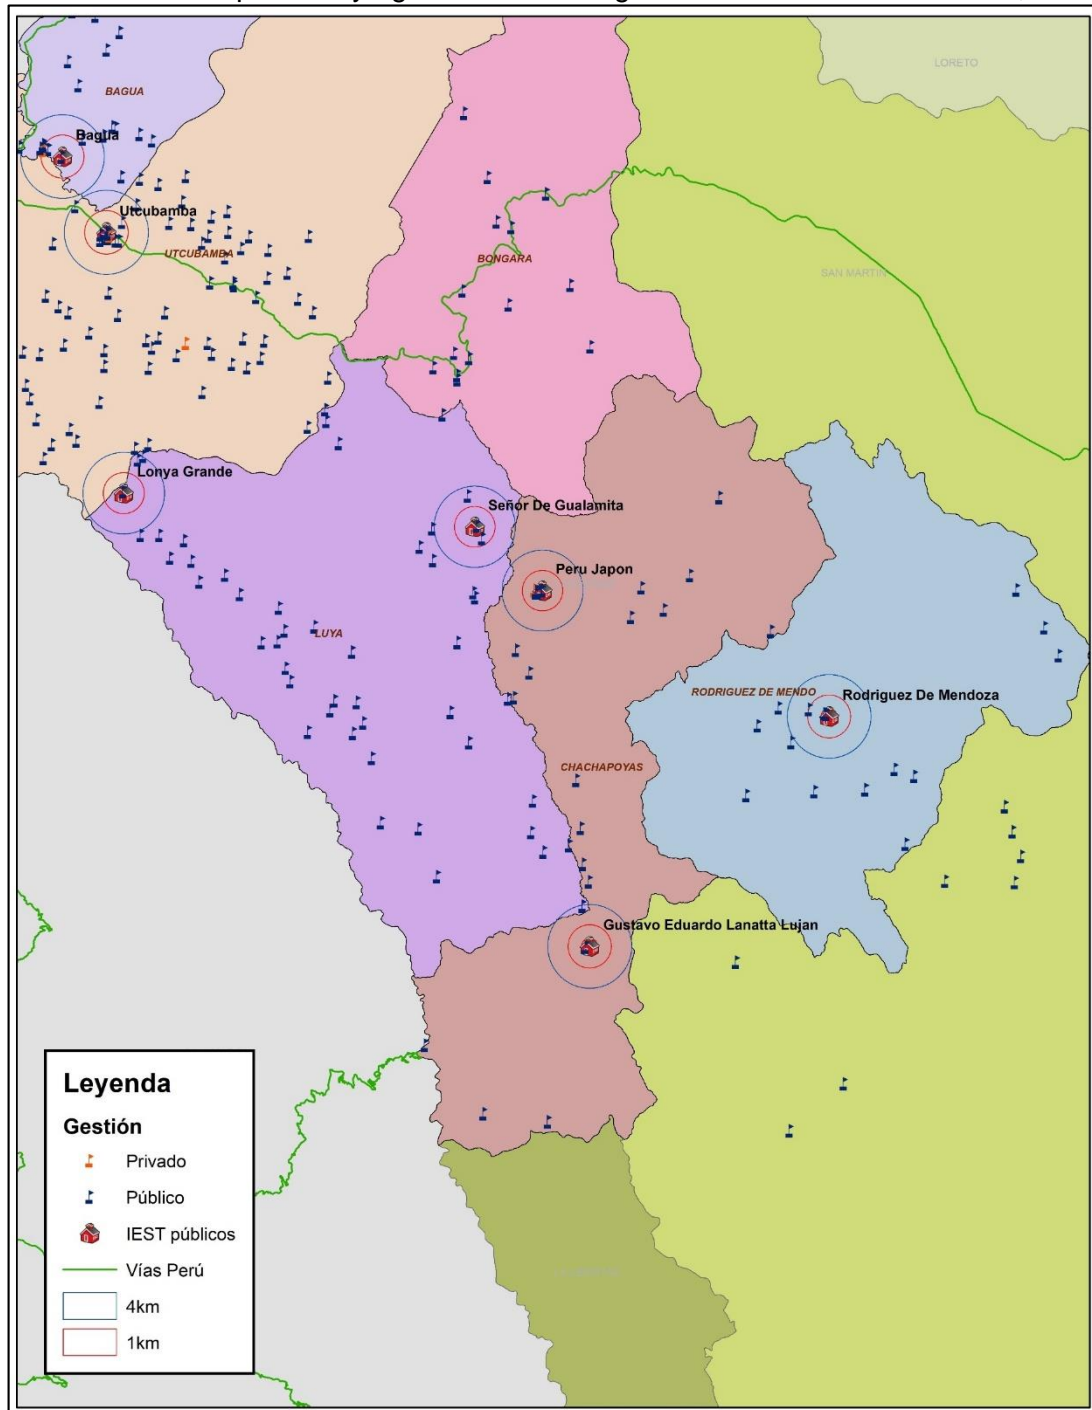 LORETO
BAGUA
Bagua
Utcubamba
UTCUBAMBA
BONGARA
SAN MARTIN
Lonya Grande
Señor De Gualamita
Peru Japon
LUYA
RODRIGUEZ DE MENDO
Rodriguez De Mendoza
CHACHAPOYAS
Gustavo Eduardo Lanatta Lujan
Leyenda
Gestión
Privado
Público
IEST públicos
Vías Perú
4km
1km